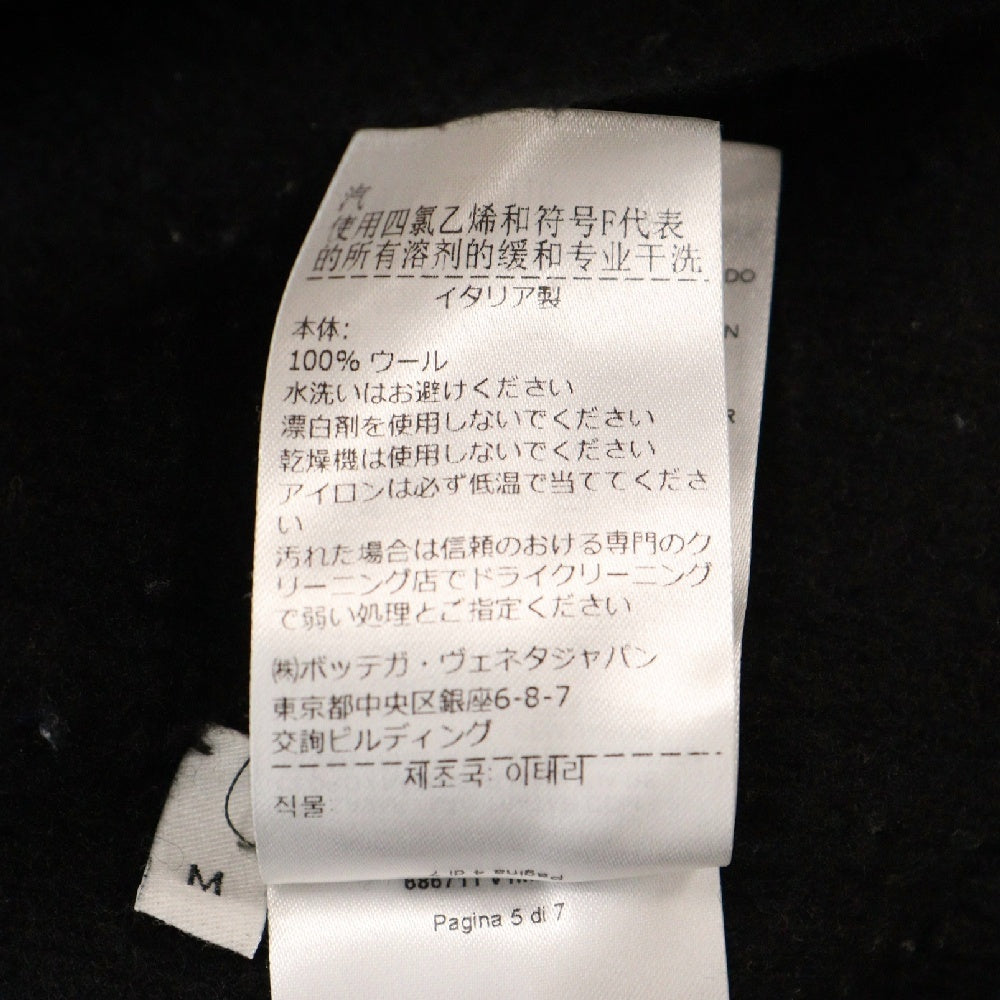 汽
使用四氯乙烯和符号F代表
的所有溶剂的缓和专业干洗
イタリア製
本体:
100% ウール
水洗いはお避けください
漂白剤を使用しないでください
乾燥機は使用しないでください
アイロンは必ず低温で当ててくださ
い
汚れた場合は信頼のおける専門のク
リーニング店でドライクリーニング
で弱い処理とご指定ください
㈱ボッテガ・ヴェネタジャパン
東京都中央区銀座6-8-7
交詢ビルディング
제조국: 이태리
직물
DO
N
R
M
Pagina 5 di 7